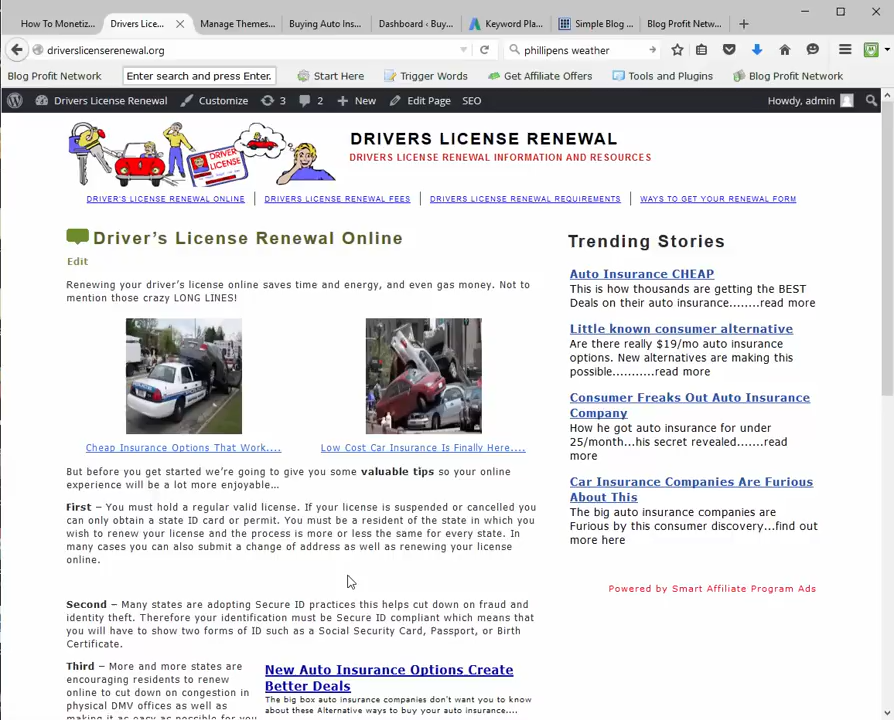 How To Monetiz...
Drivers Lice...
Manage Themes...
Buying Auto Ins...
Dashboard ‹ Buy...
Keyword Pla...
Simple Blog ...
Blog Profit Netw...
driverslicenserenewal.org
phillipens weather
Blog Profit Network
Enter search and press Enter.
Start Here
Trigger Words
Get Affiliate Offers
Tools and Plugins
Blog Profit Network
Drivers License Renewal
Customize
3
2
New
Edit Page
SEO
Howdy, admin
DRIVER LICENSE
DRIVERS LICENSE RENEWAL
DRIVERS LICENSE RENEWAL INFORMATION AND RESOURCES
DRIVER'S LICENSE RENEWAL ONLINE
DRIVERS LICENSE RENEWAL FEES
DRIVERS LICENSE RENEWAL REQUIREMENTS
WAYS TO GET YOUR RENEWAL FORM
Driver's License Renewal Online
Edit
Renewing your driver's license online saves time and energy, and even gas money. Not to
mention those crazy LONG LINES!
Cheap Insurance Options That Work....
Low Cost Car Insurance Is Finally Here....
But before you get started we're going to give you some valuable tips so your online
experience will be a lot more enjoyable…
First – You must hold a regular valid license. If your license is suspended or cancelled you
can only obtain a state ID card or permit. You must be a resident of the state in which you
wish to renew your license and the process is more or less the same for every state. In
many cases you can also submit a change of address as well as renewing your license
online.
Second – Many states are adopting Secure ID practices this helps cut down on fraud and
identity theft. Therefore your identification must be Secure ID compliant which means that
you will have to show two forms of ID such as a Social Security Card, Passport, or Birth
Certificate.
Third – More and more states are
encouraging residents to renew
online to cut down on congestion in
physical DMV offices as well as
making it as easy as possible for you
New Auto Insurance Options Create
Better Deals
The big box auto insurance companies don't want you to know
about these Alternative ways to buy your auto insurance....
Trending Stories
Auto Insurance CHEAP
This is how thousands are getting the BEST
Deals on their auto insurance........read more
Little known consumer alternative
Are there really $19/mo auto insurance
options. New alternatives are making this
possible...........read more
Consumer Freaks Out Auto Insurance
Company
How he got auto insurance for under
25/month...his secret revealed.......read
more
Car Insurance Companies Are Furious
About This
The big auto insurance companies are
Furious by this consumer discovery...find out
more here
Powered by Smart Affiliate Program Ads